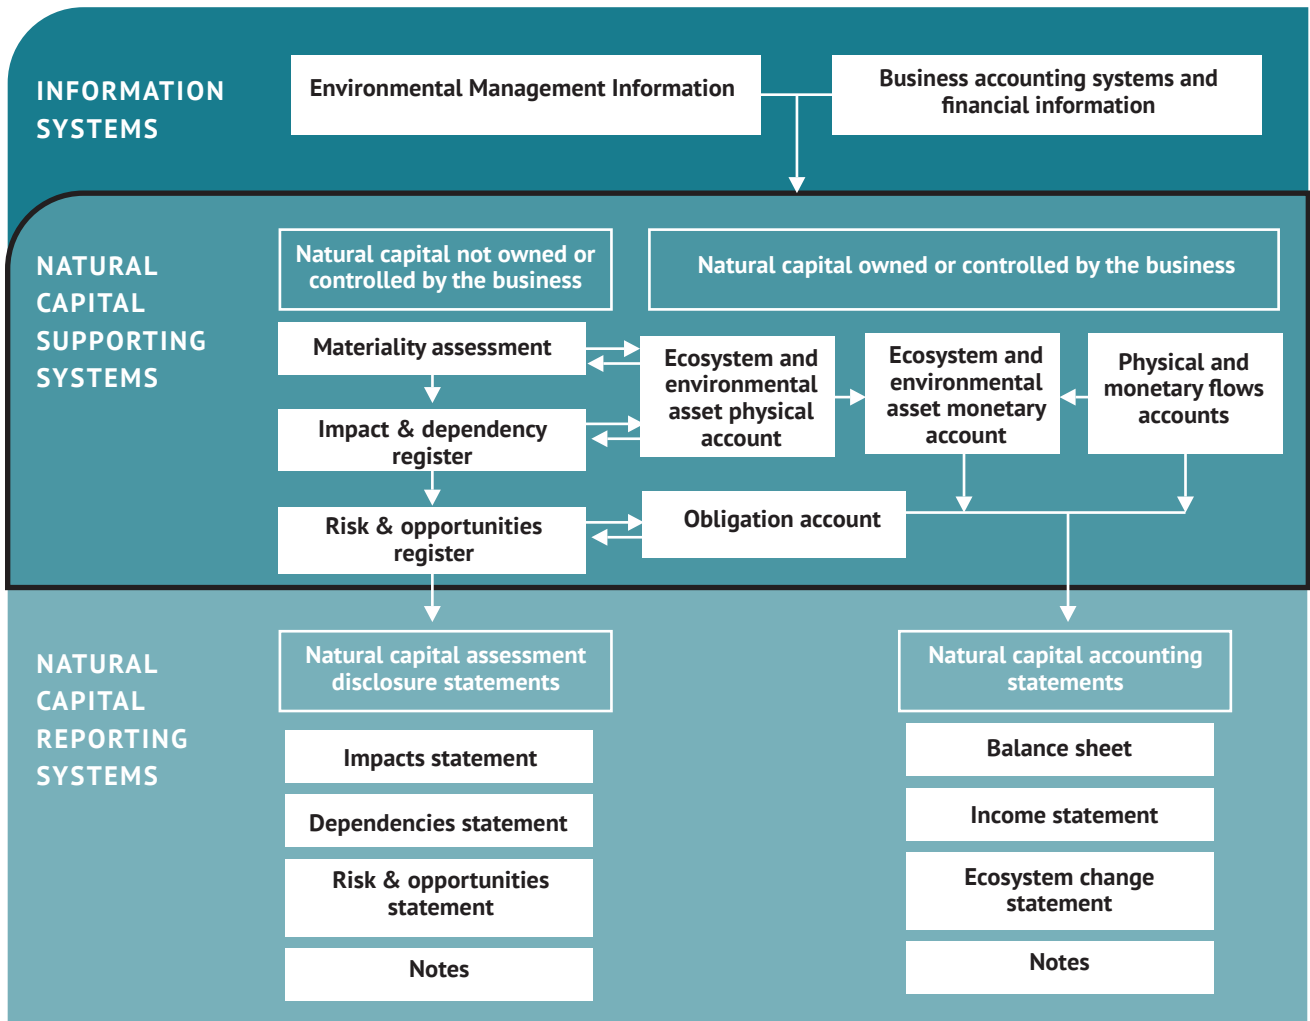 INFORMATION
SYSTEMS
Environmental Management Information
Business accounting systems and
financial information
NATURAL
CAPITAL
SUPPORTING
SYSTEMS
Natural capital not owned or
controlled by the business
Natural capital owned or controlled by the business
Materiality assessment
Impact & dependency
register
Risk & opportunities
register
Ecosystem and
environmental
asset physical
account
Ecosystem and
environmental
asset monetary
account
Physical and
monetary flows
accounts
Obligation account
NATURAL
CAPITAL
REPORTING
SYSTEMS
Natural capital assessment
disclosure statements
Impacts statement
Dependencies statement
Risk & opportunities
statement
Notes
Natural capital accounting
statements
Balance sheet
Income statement
Ecosystem change
statement
Notes